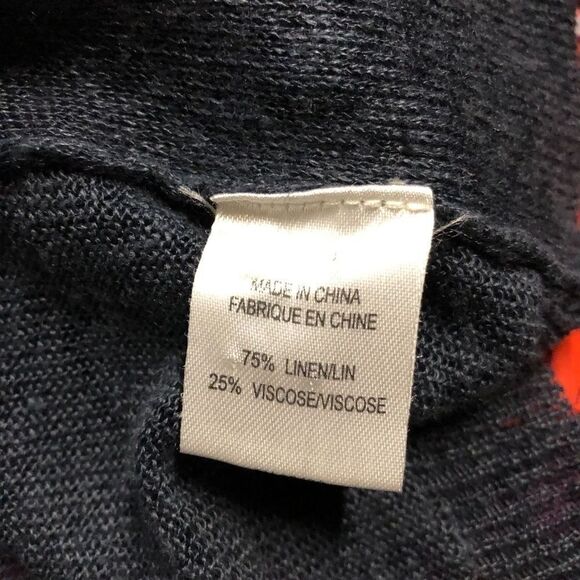 MADE IN CHINA
FABRIQUE EN CHINE
75% LINEN/LIN
25% VISCOSE/VISCOSE